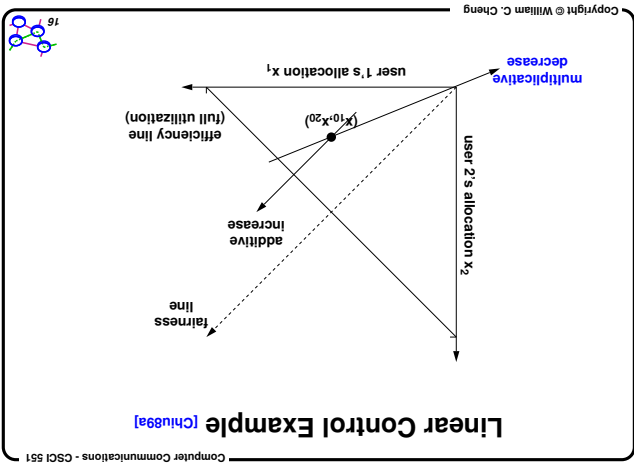 Computer Communications - CSCI 551
Linear Control Example [Chiu89a]
fairness
line
additive
increase
user 2's allocation x2
(x10,x20)
efficiency line
(full utilization)
user 1's allocation x1
multiplicative
decrease
16
Copyright © William C. Cheng